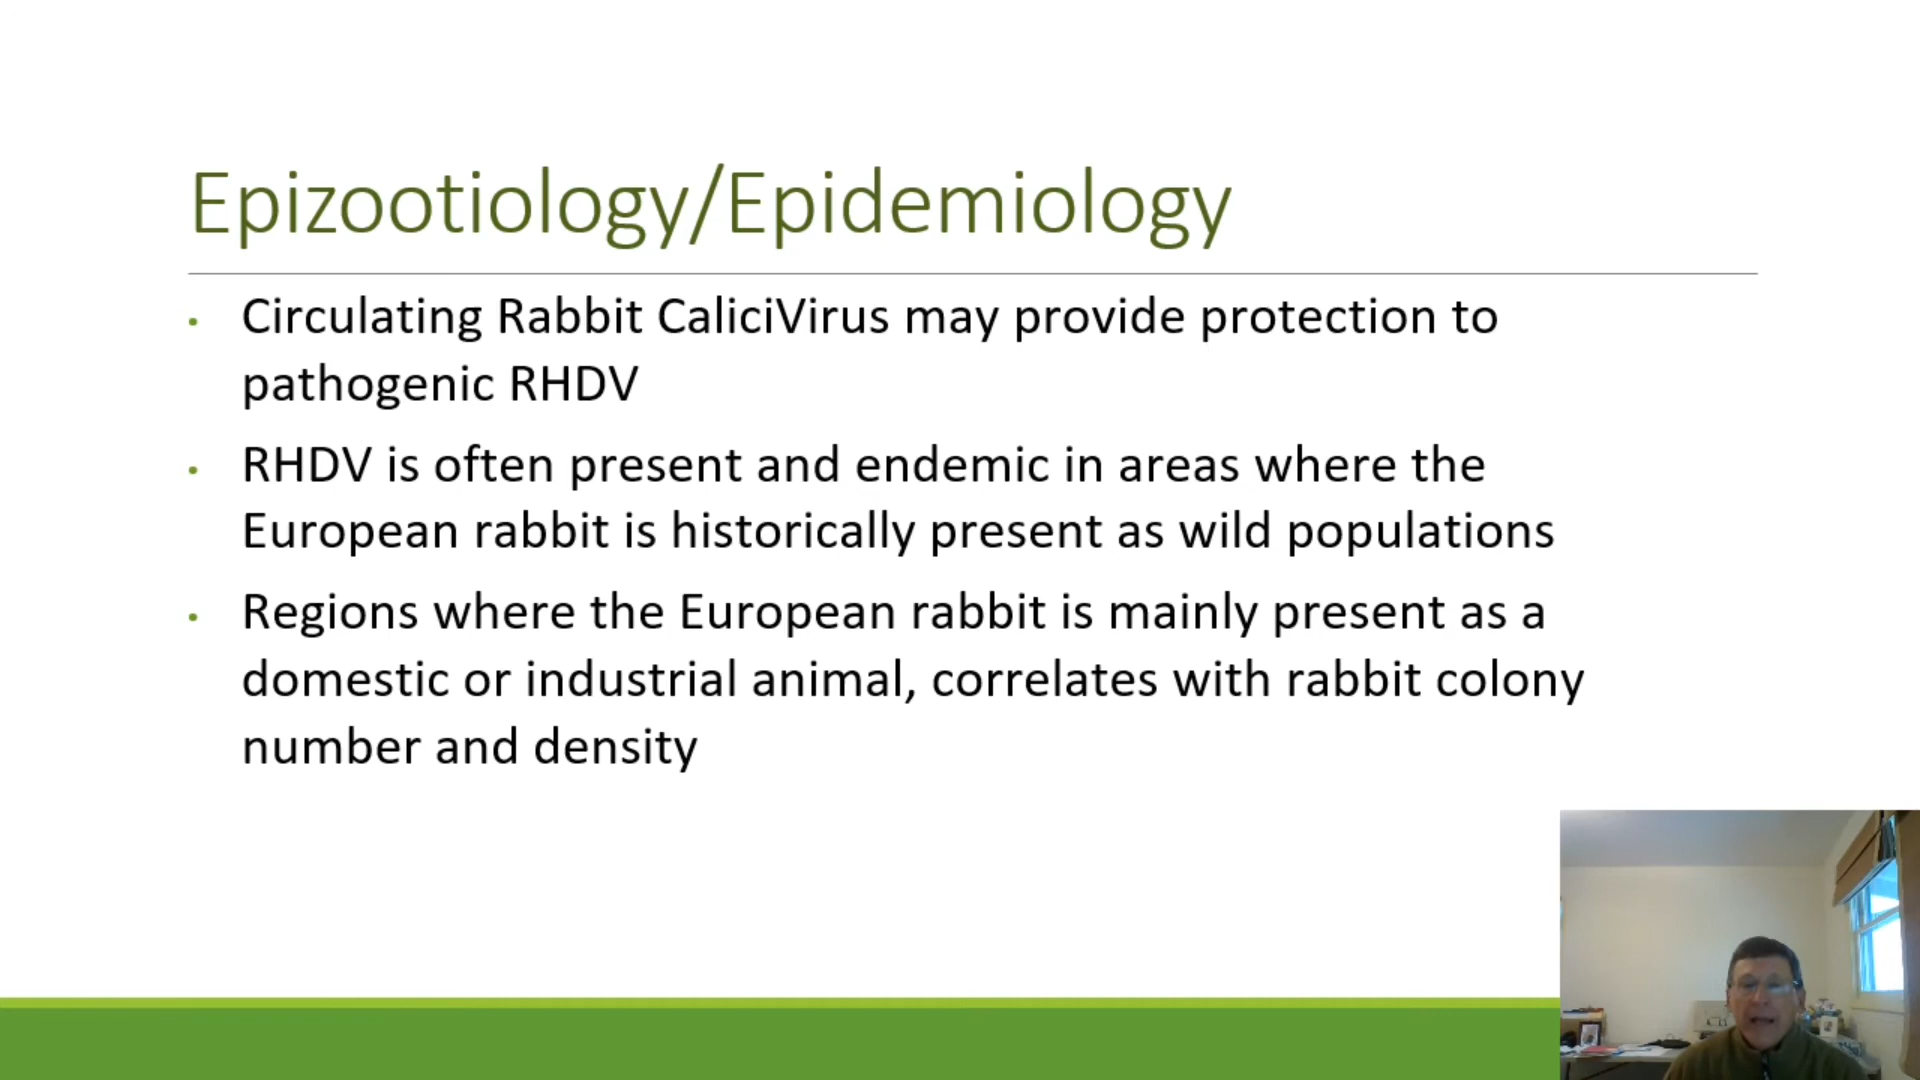 Epizootiology/Epidemiology
• Circulating Rabbit CaliciVirus may provide protection to
pathogenic RHDV
• RHDV is often present and endemic in areas where the
European rabbit is historically present as wild populations
• Regions where the European rabbit is mainly present as a
domestic or industrial animal, correlates with rabbit colony
number and density